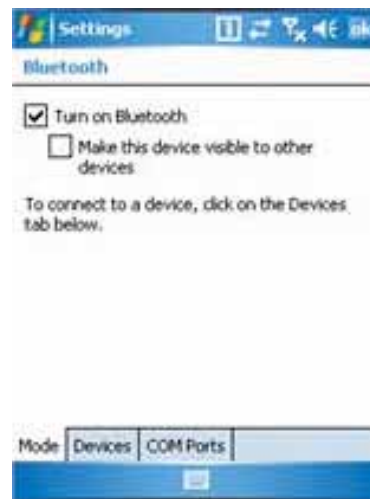 Settings
ok
Bluetooth
Turn on Bluetooth
Make this device visible to other
devices
To connect to a device, click on the Devices
tab below.
Mode Devices COM Ports